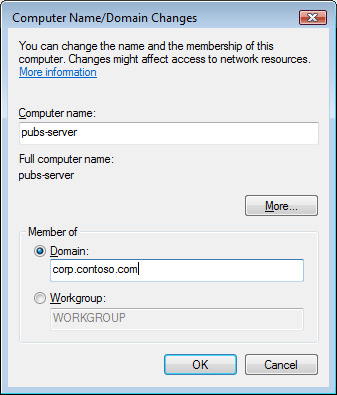 Computer Name/Domain Changes
You can change the name and the membership of this
computer. Changes might affect access to network resources.
More information
Computer name:
pubs-server
Full computer name:
pubs-server
More...
Member of
Domain:
corp.contoso.com
Workgroup:
WORKGROUP
OK
Cancel